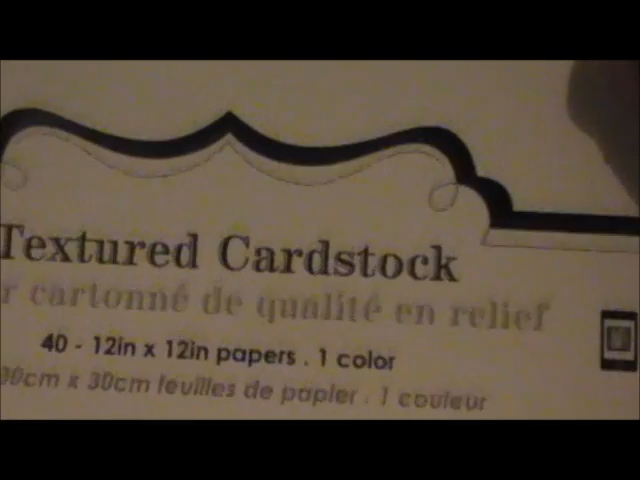 Textured Cardstock
r cartonné de qualité en relief
40 - 12in x 12in papers . 1 color
30cm x 30cm feuilles de papier . 1 couleur